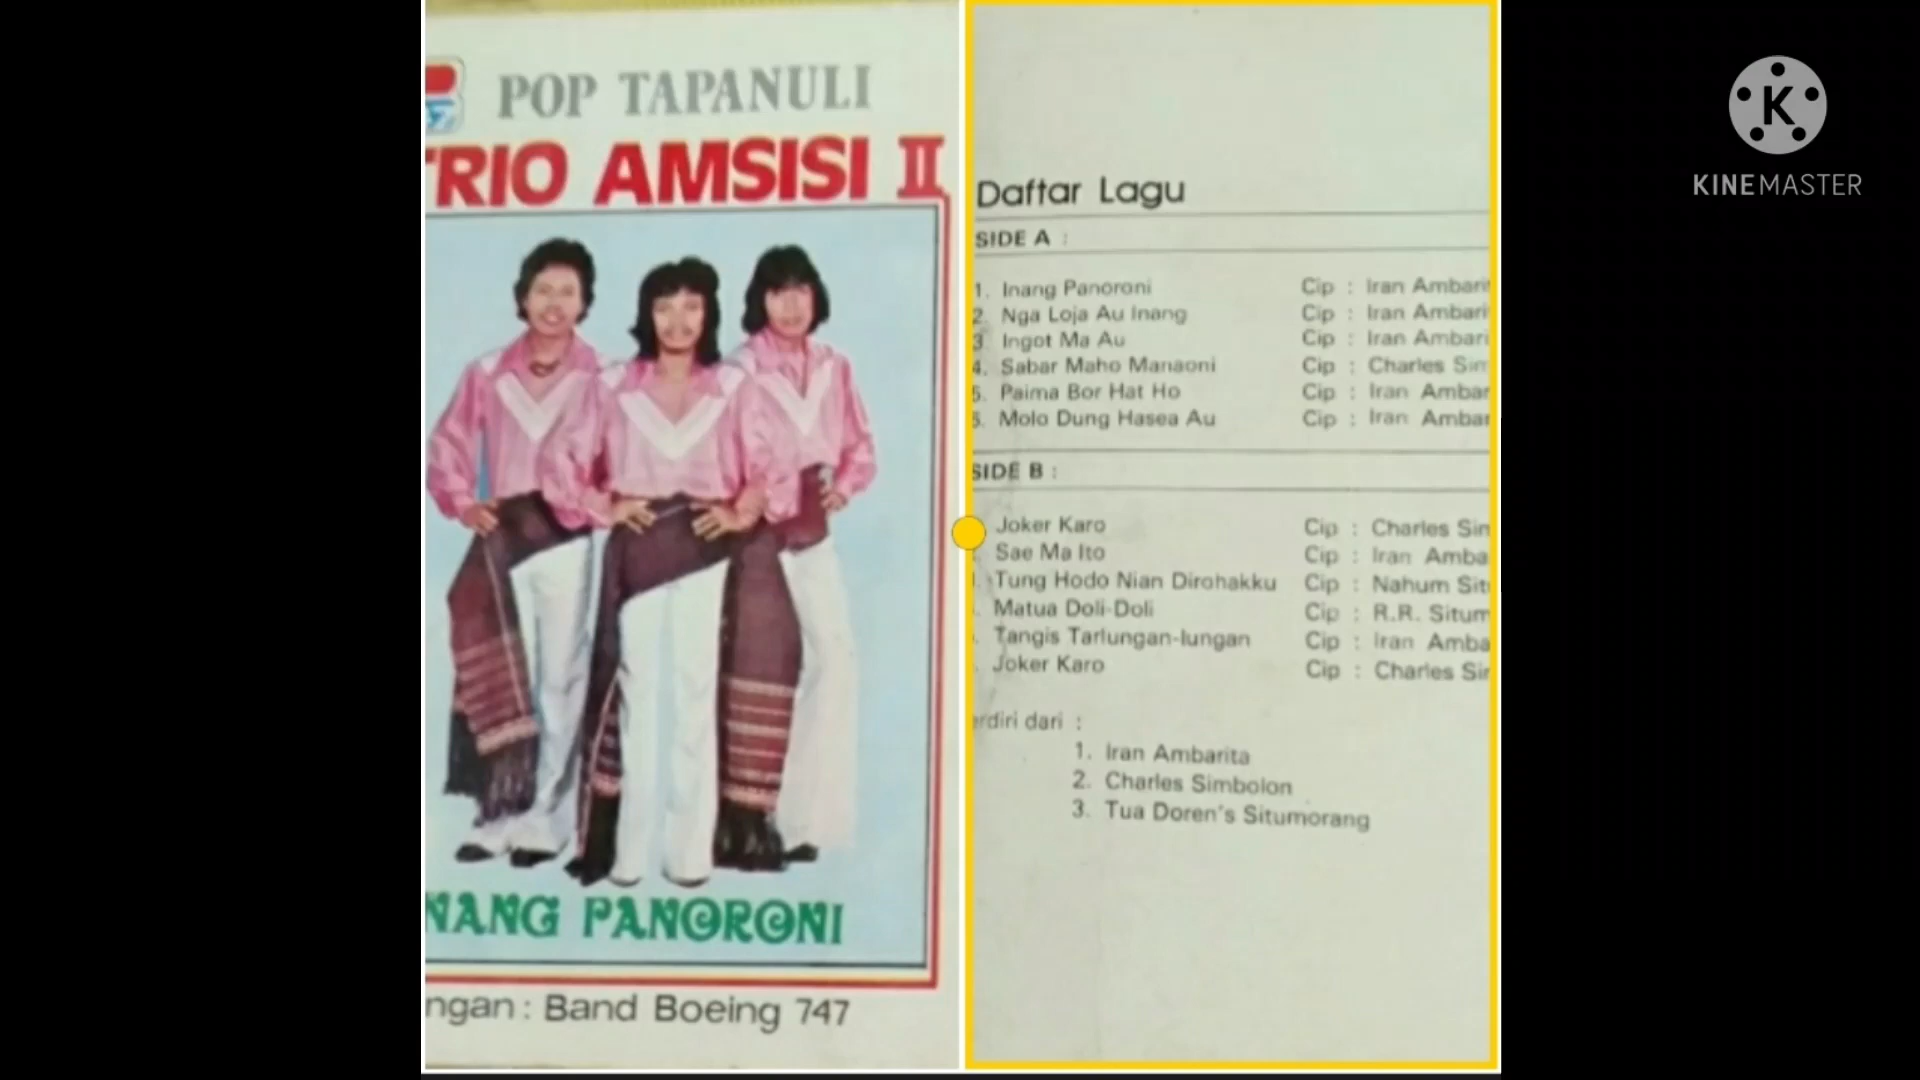 POP TAPANULI
TRIO AMSISI II
NANG PANORONI
ngan : Band Boeing 747
Daftar Lagu
SIDE A :
1. Inang Panoroni Cip : Iran Ambari
2. Nga Loja Au Inang Cip : Iran Ambari
3. Ingot Ma Au Cip : Iran Ambari
4. Sabar Maho Manaoni Cip : Charles Sim
5. Paima Bor Hat Ho Cip : Iran Ambar
6. Molo Dung Hasea Au Cip : Iran Ambar
SIDE B :
Joker Karo Cip : Charles Sim
Sae Ma Ito Cip : Iran Amba
Tung Hodo Nian Dirohakku Cip : Nahum Sit
Matua Doli-Doli Cip : R.R. Situm
Tangis Tarlungan-lungan Cip : Iran Amba
Joker Karo Cip : Charles Sim
erdiri dari :
1. Iran Ambarita
2. Charles Simbolon
3. Tua Doren's Situmorang
K
KINEMASTER